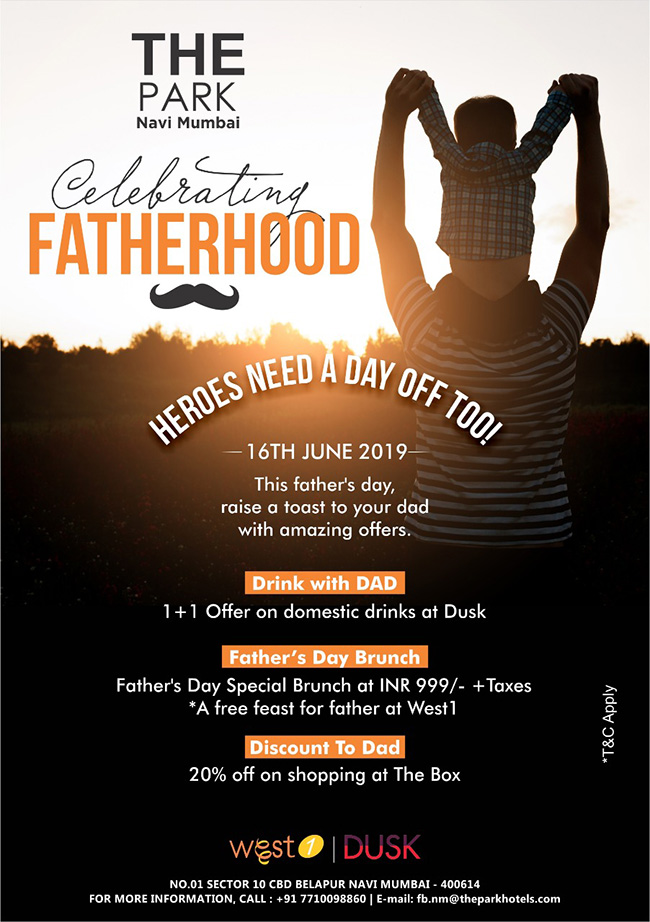 THE
PARK
Navi Mumbai
Celebrating
FATHERHOOD
HEROES NEED A DAY OFF TOO!
16TH JUNE 2019
This father's day,
raise a toast to your dad
with amazing offers.
Drink with DAD
1+1 Offer on domestic drinks at Dusk
Father's Day Brunch
Father's Day Special Brunch at INR 999/- +Taxes
*A free feast for father at West1
Discount To Dad
20% off on shopping at The Box
*T&C Apply
west 1 | DUSK
NO.01 SECTOR 10 CBD BELAPUR NAVI MUMBAI - 400614
FOR MORE INFORMATION, CALL : +91 7710098860 | E-mail: fb.nm@theparkhotels.com